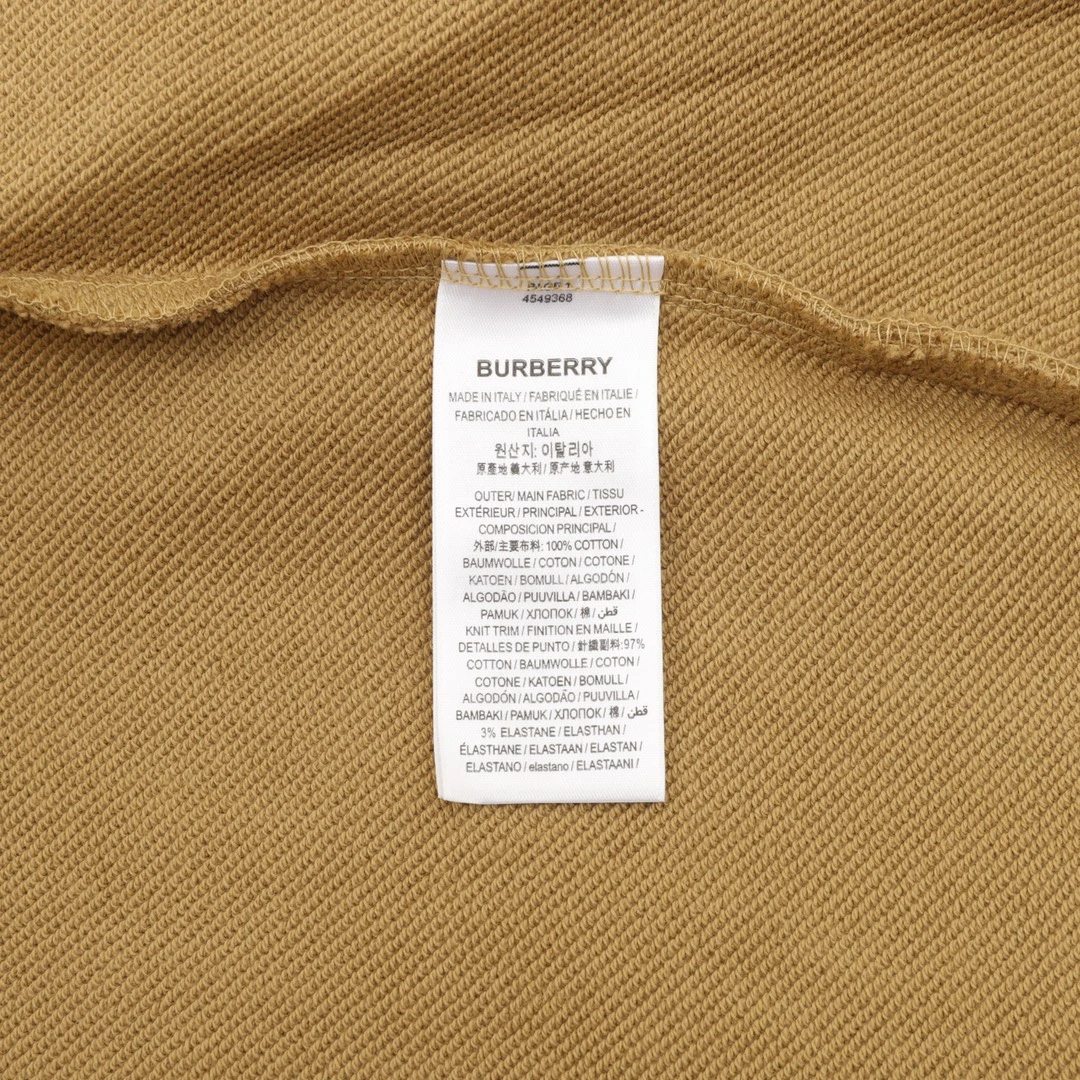 4549368
BURBERRY
MADE IN ITALY / FABRIQUÉ EN ITALIE /
FABRICADO EN ITÁLIA / HECHO EN
ITALIA
원산지: 이탈리아
原產地義大利 / 原产地意大利
OUTER/ MAIN FABRIC / TISSU
EXTÉRIEUR / PRINCIPAL / EXTERIOR -
COMPOSICION PRINCIPAL /
外部/主要布料: 100% COTTON /
BAUMWOLLE / COTON / COTONE /
KATOEN / BOMULL / ALGODÓN /
ALGODÃO / PUUVILLA / BAMBAKI /
PAMUK / ХЛОПОК / 棉 / قطن
KNIT TRIM / FINITION EN MAILLE /
DETALLES DE PUNTO / 針織副料:97%
COTTON / BAUMWOLLE / COTON /
COTONE / KATOEN / BOMULL /
ALGODÓN / ALGODÃO / PUUVILLA /
BAMBAKI / PAMUK / ХЛОПОК / 棉 / قطن
3% ELASTANE / ELASTHAN /
ÉLASTHANE / ELASTAAN / ELASTAN /
ELASTANO / elastano / ELASTAANI /